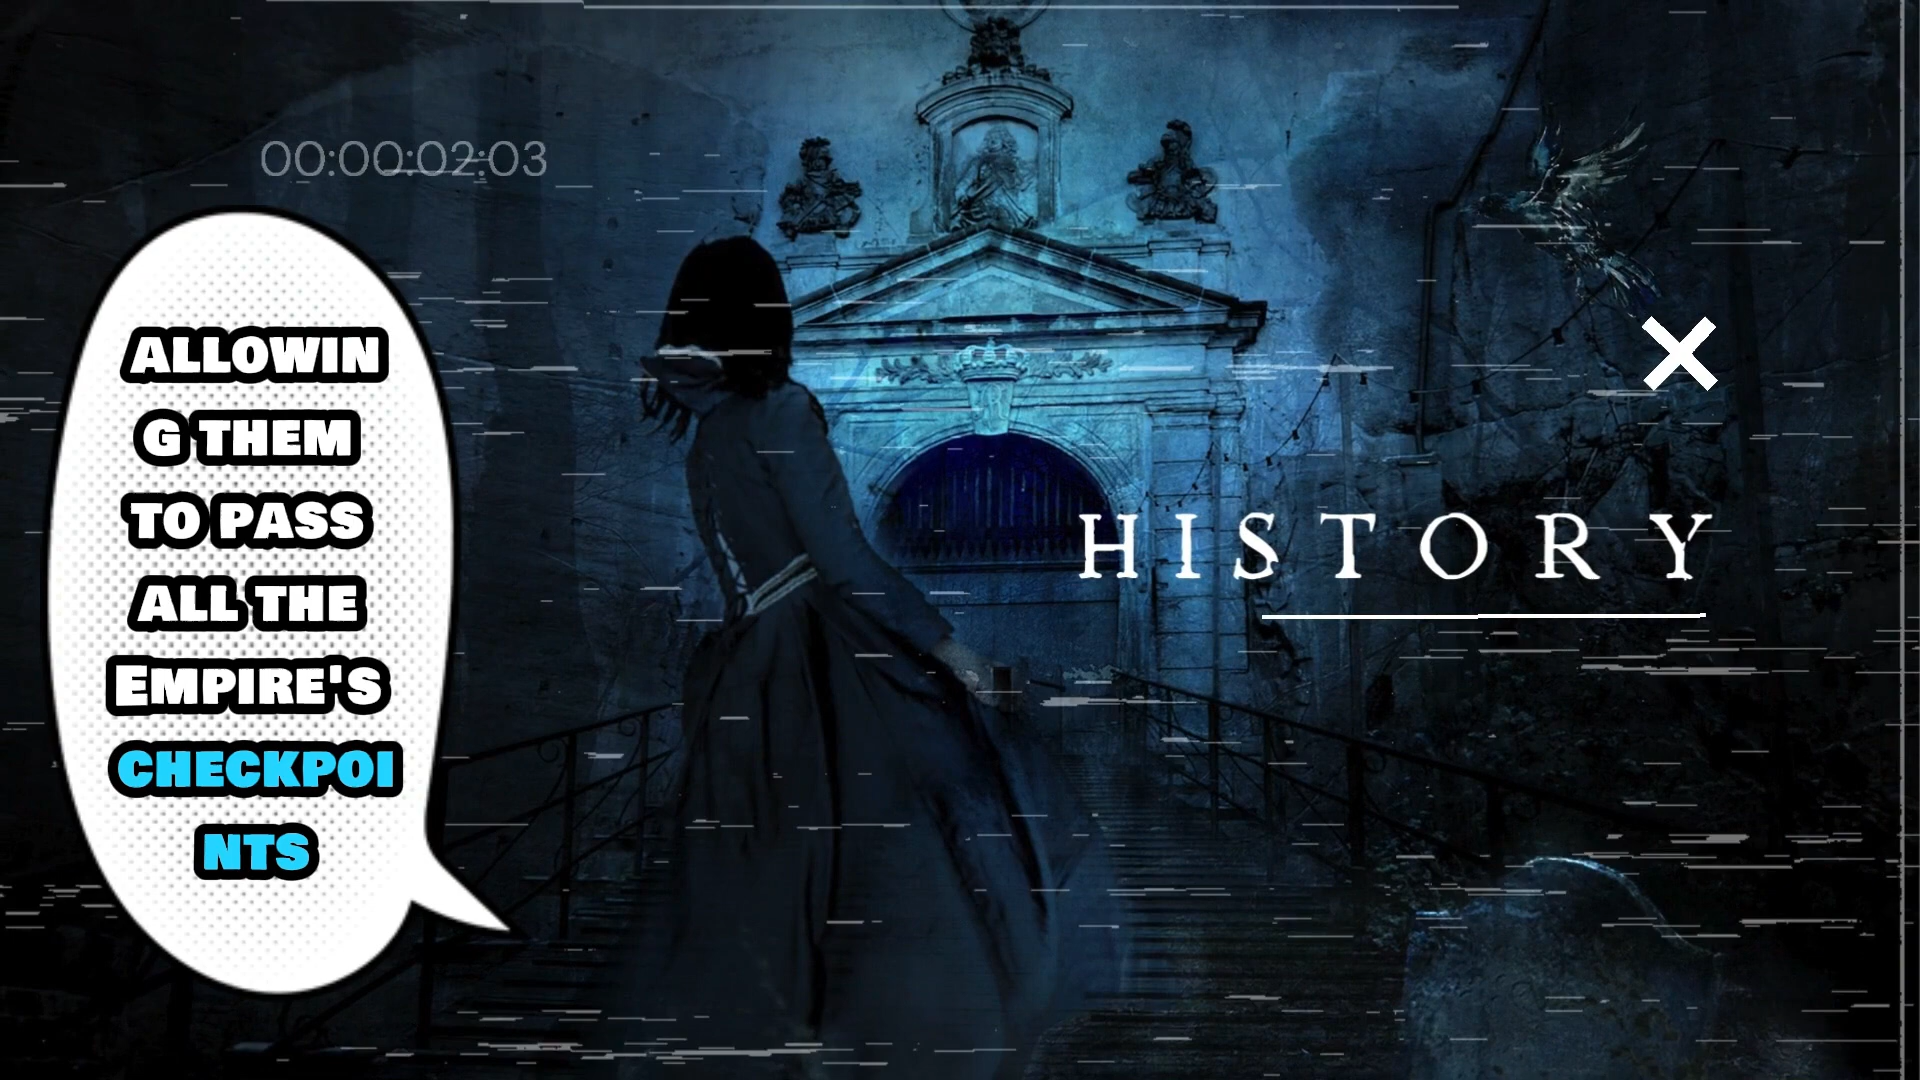 00:00:02:03
ALLOWIN
G THEM
TO PASS
ALL THE
EMPIRE'S
CHECKPOI
NTS
HISTORY